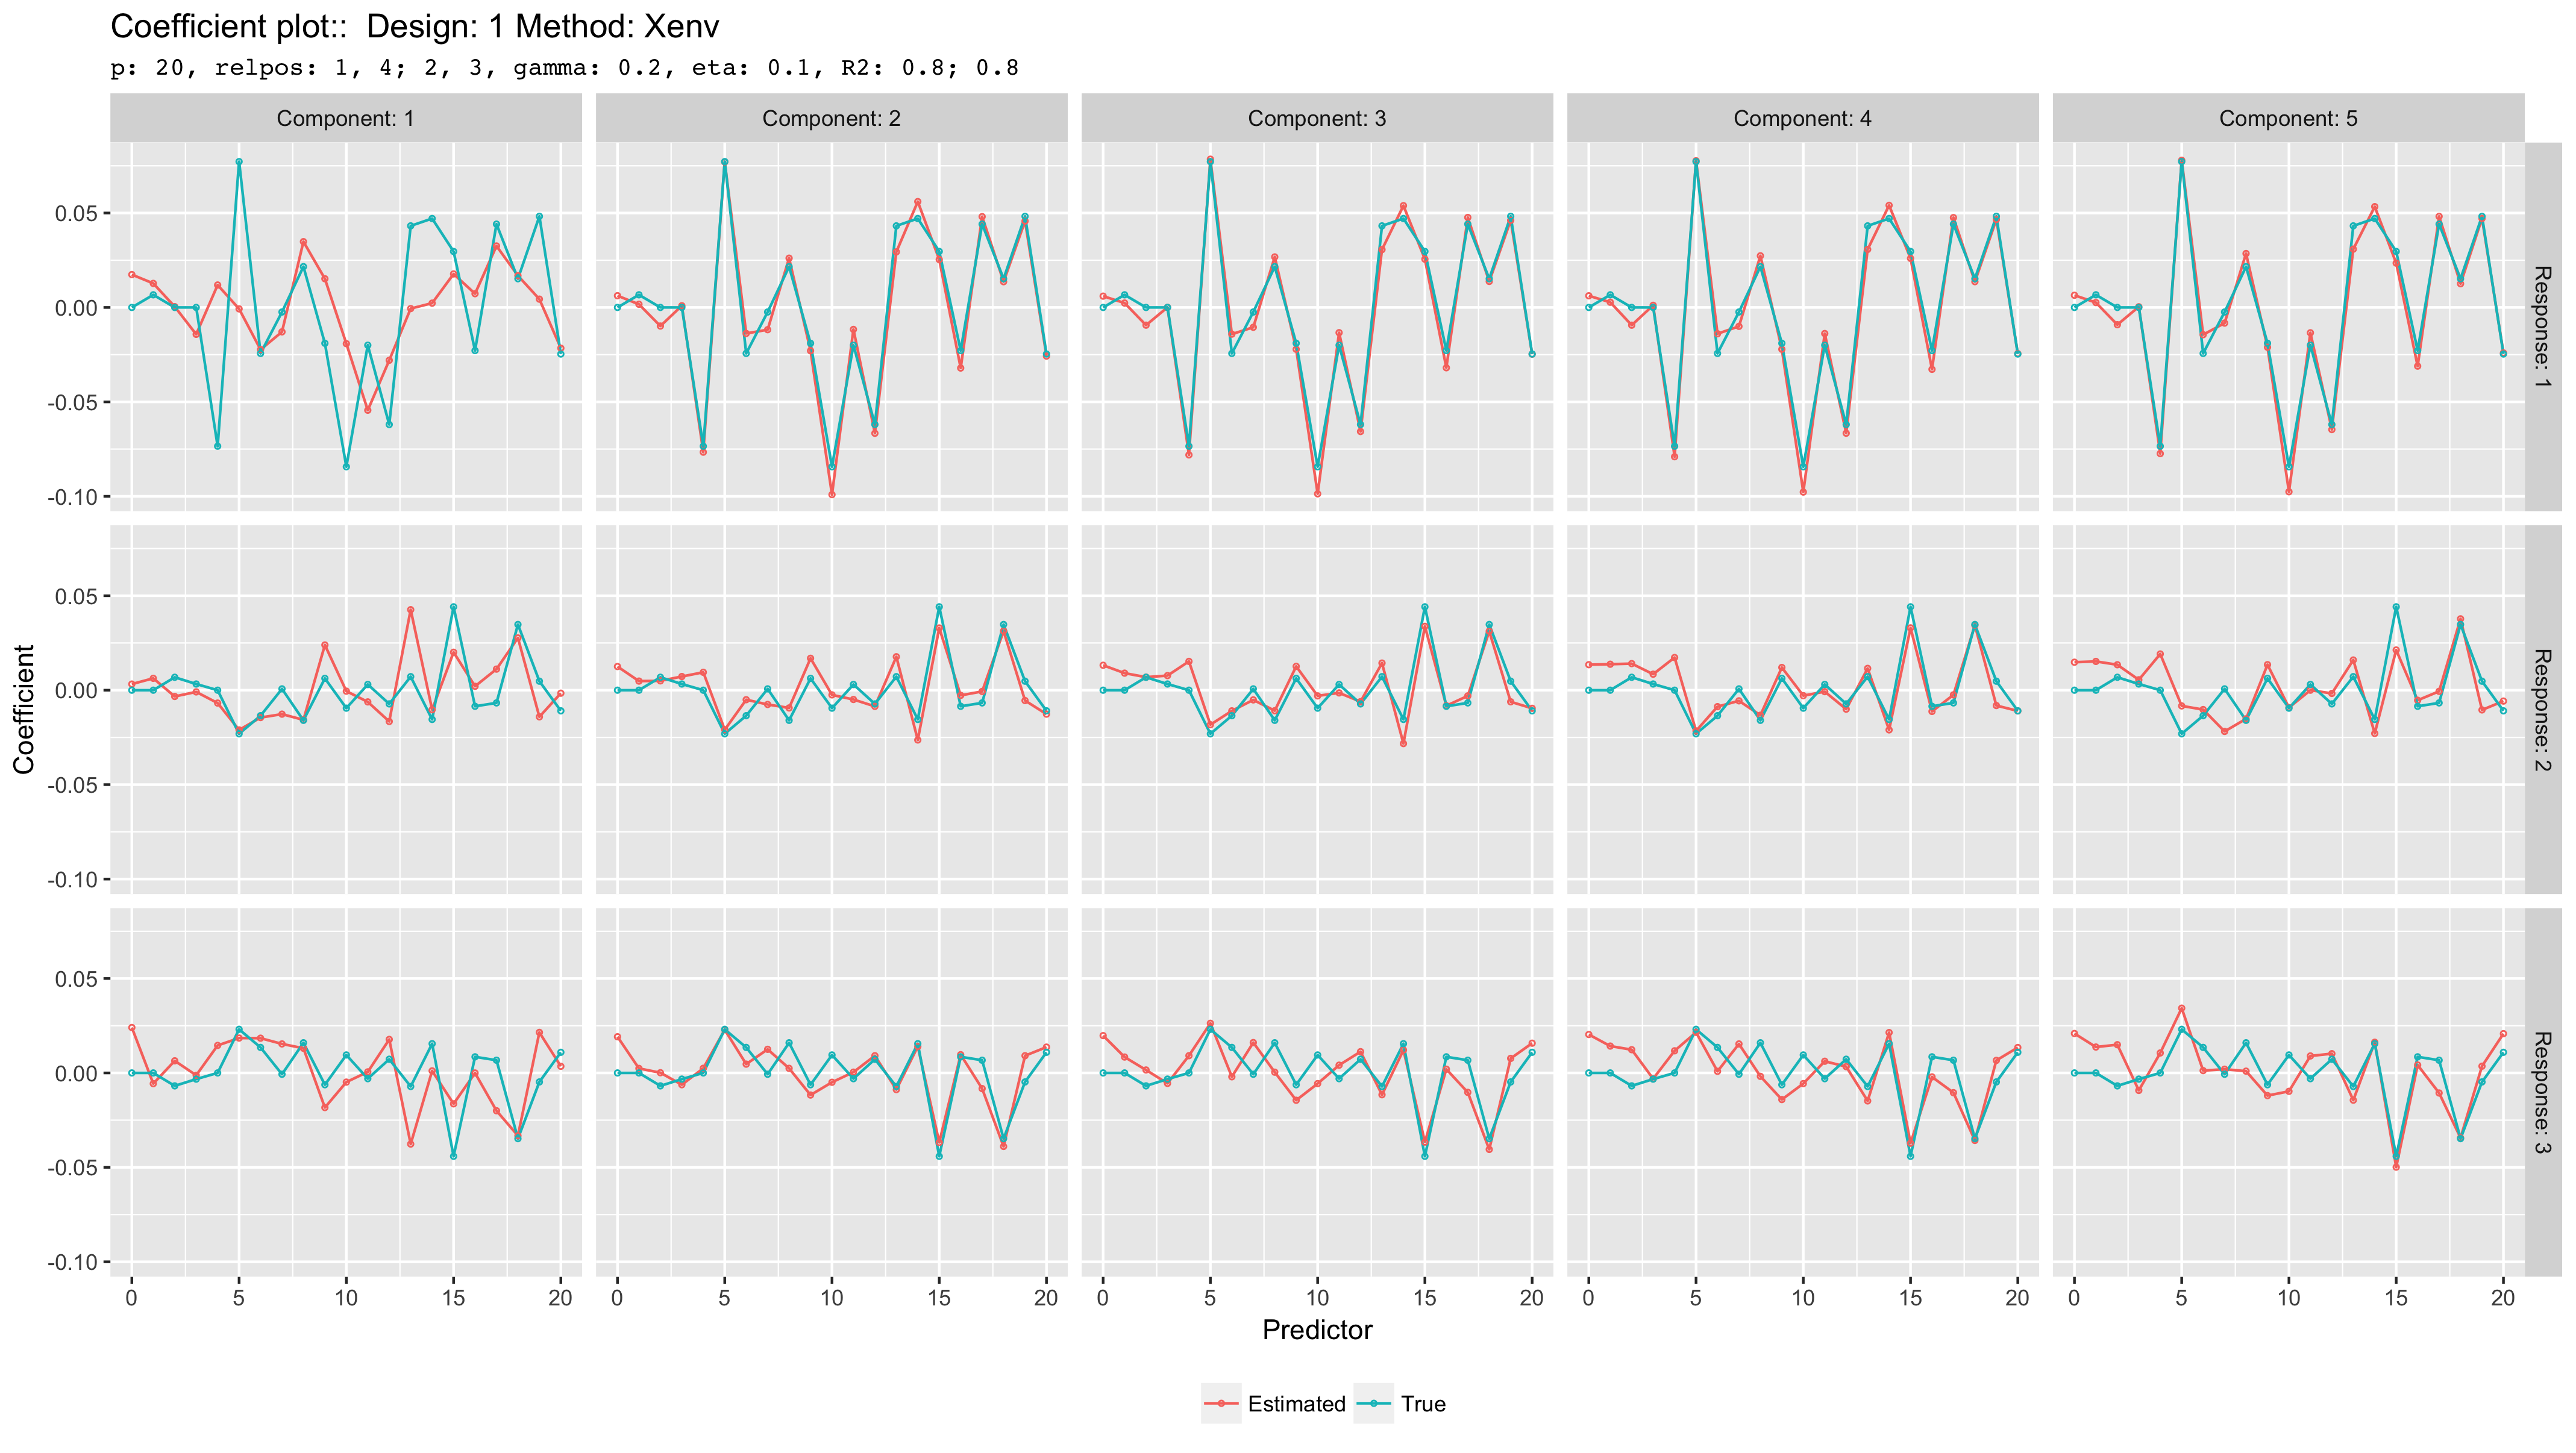 Coefficient plot::  Design: 1 Method: Xenv
p: 20, relpos: 1, 4; 2, 3, gamma: 0.2, eta: 0.1, R2: 0.8; 0.8
Component: 1
Component: 2
Component: 3
Component: 4
Component: 5
0.05
0.00
-0.05
-0.10
Response: 1
0.05
0.00
-0.05
-0.10
Response: 2
Coefficient
0.05
0.00
-0.05
-0.10
Response: 3
0 5 10 15 20
0 5 10 15 20
0 5 10 15 20
0 5 10 15 20
0 5 10 15 20
Predictor
Estimated
True